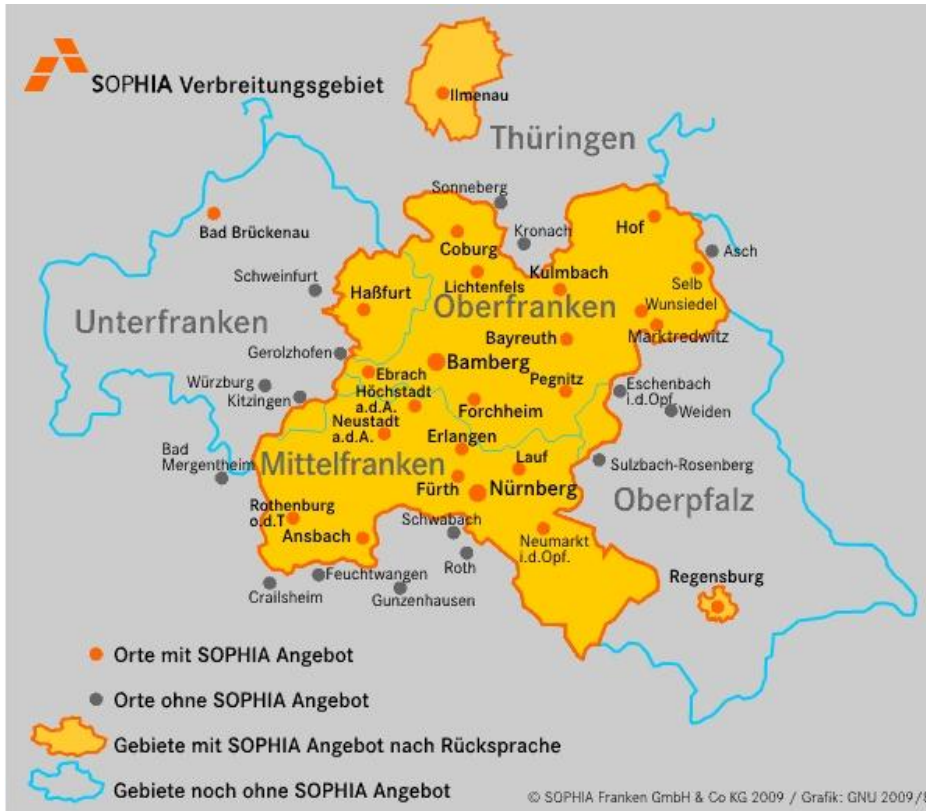 SOPHIA Verbreitungsgebiet
Ilmenau
Thüringen
Sonneberg
Kronach
Hof
Bad Brückenau
Coburg
Asch
Schweinfurt
Lichtenfels
Kulmbach
Selb
Haßfurt
Oberfranken
Wunsiedel
Unterfranken
Bayreuth
Marktredwitz
Gerolzhofen
Bamberg
Ebrach
Pegnitz
Würzburg
Kitzingen
Höchstadt
a.d.A.
Forchheim
Eschenbach
i.d.Opf.
Weiden
Neustadt
a.d.A.
Erlangen
Bad
Mergentheim
Mittelfranken
Lauf
Sulzbach-Rosenberg
Fürth
Nürnberg
Oberpfalz
Rothenburg
o.d.T
Ansbach
Schwabach
Neumarkt
i.d.Opf.
Roth
Feuchtwangen
Crailsheim
Gunzenhausen
Regensburg
Orte mit SOPHIA Angebot
Orte ohne SOPHIA Angebot
Gebiete mit SOPHIA Angebot nach Rücksprache
Gebiete noch ohne SOPHIA Angebot
© SOPHIA Franken GmbH & Co KG 2009 / Grafik: GNU 2009/